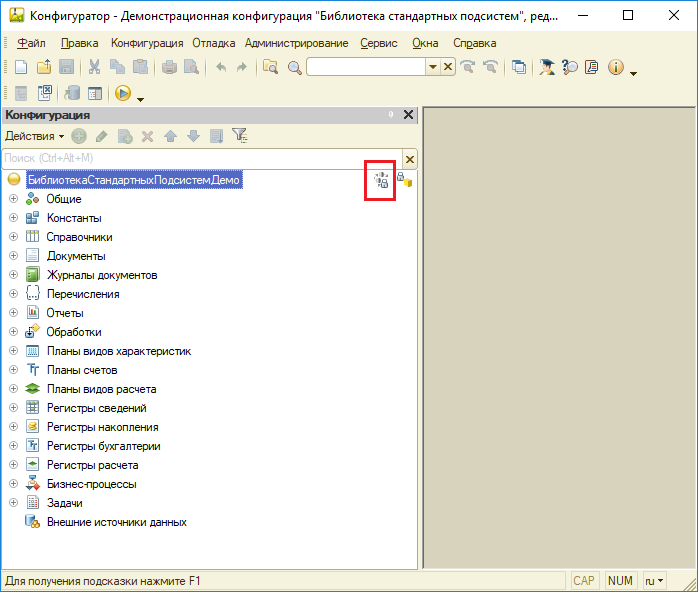 Конфигуратор - Демонстрационная конфигурация "Библиотека стандартных подсистем", ред...
Файл Правка Конфигурация Отладка Администрирование Сервис Окна Справка
Конфигурация
Действия
Поиск (Ctrl+Alt+M)
БиблиотекаСтандартныхПодсистемДемо
Общие
Константы
Справочники
Документы
Журналы документов
Перечисления
Отчеты
Обработки
Планы видов характеристик
Планы счетов
Планы видов расчета
Регистры сведений
Регистры накопления
Регистры бухгалтерии
Регистры расчета
Бизнес-процессы
Задачи
Внешние источники данных
Для получения подсказки нажмите F1 CAP NUM ru